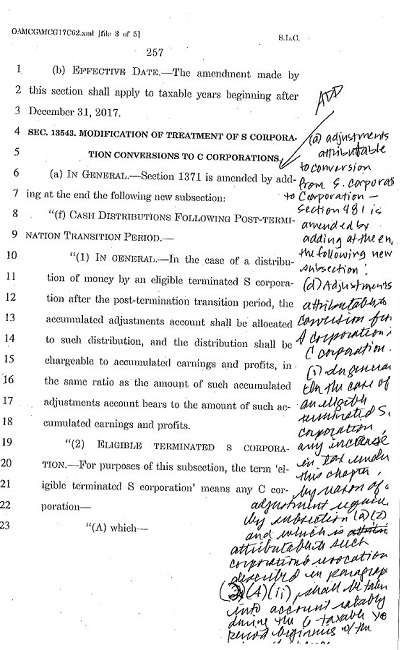 OAMCGAMCG17C62.xml [file 3 of 5] S.L.C.
257
1 (b) EFFECTIVE DATE.—The amendment made by
2 this section shall apply to taxable years beginning after
3 December 31, 2017.
4 SEC. 13543. MODIFICATION OF TREATMENT OF S CORPORA-
5 TION CONVERSIONS TO C CORPORATIONS.
6 (a) IN GENERAL.—Section 1371 is amended by add-
7 ing at the end the following new subsection:
8 "(f) CASH DISTRIBUTIONS FOLLOWING POST-TERMI-
9 NATION TRANSITION PERIOD.—
10 "(1) IN GENERAL.—In the case of a distribu-
11 tion of money by an eligible terminated S corpora-
12 tion after the post-termination transition period, the
13 accumulated adjustments account shall be allocated
14 to such distribution, and the distribution shall be
15 chargeable to accumulated earnings and profits, in
16 the same ratio as the amount of such accumulated
17 adjustments account bears to the amount of such ac-
18 cumulated earnings and profits.
19 "(2) ELIGIBLE TERMINATED S CORPORA-
20 TION.—For purposes of this subsection, the term 'el-
21 igible terminated S corporation' means any C cor-
22 poration—
23 "(A) which—
ADD
(a) adjustments
attributable
to conversion
from S. corporat
to Corporation –
Section 481 is
amended by
adding at the en
the following new
subsection:
(d) Adjustments
attributable to
conversion from
corporation
C corporation.
(1) In general
In the case of
an eligible
terminated S.
corporation,
any increase
in tax under
this chapter,
by reason of a
adjustment require
by subsection (a)(2)
and which is
attributable to such
corporations revocation
described in paragrap
(2)(A)(ii), shall be taken
into account ratably
during the 6 taxable ye
period beginning w/ the